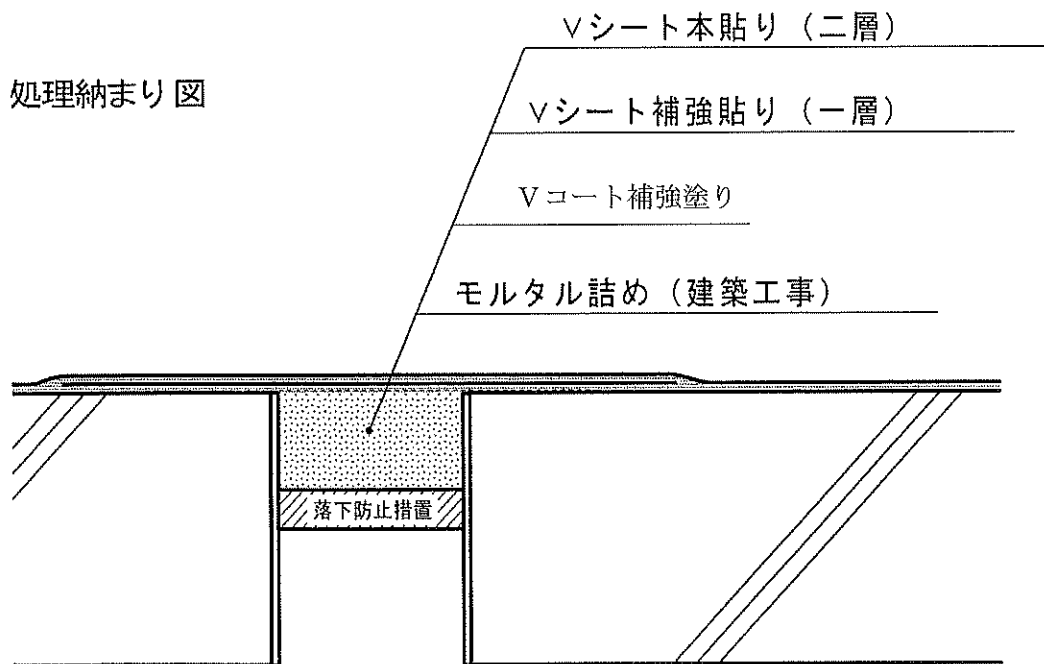 Vシート本貼り（二層）
処理納まり図
Vシート補強貼り（一層）
Vコート補強塗り
モルタル詰め（建築工事）
落下防止措置